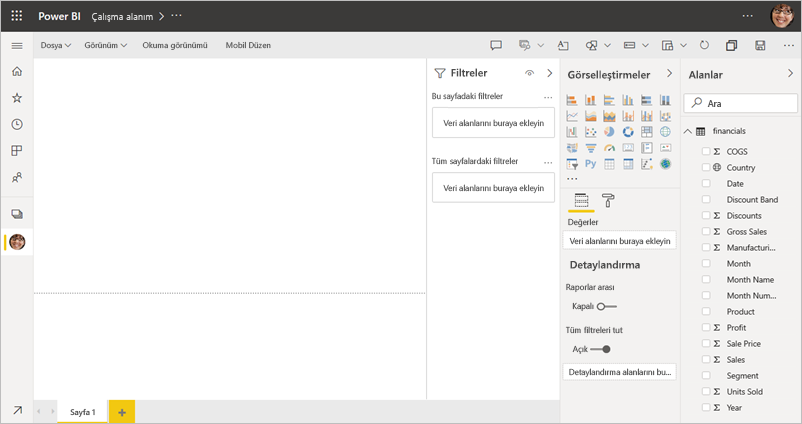 Power BI Çalışma alanım
Dosya Görünüm Okuma görünümü Mobil Düzen
Filtreler
Bu sayfadaki filtreler
Veri alanlarını buraya ekleyin
Tüm sayfalardaki filtreler
Veri alanlarını buraya ekleyin
Görselleştirmeler
Py
Değerler
Veri alanlarını buraya ekleyin
Detaylandırma
Raporlar arası
Kapalı
Tüm filtreleri tut
Açık
Detaylandırma alanlarını bu...
Alanlar
Ara
financials
COGS
Country
Date
Discount Band
Discounts
Gross Sales
Manufacturi...
Month
Month Name
Month Num...
Product
Profit
Sale Price
Sales
Segment
Units Sold
Year
Sayfa 1